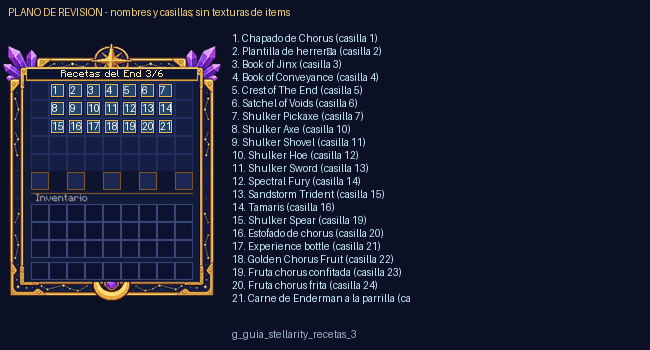 PLANO DE REVISION - nombres y casillas; sin texturas de items
Recetas del End 3/6
1 2 3 4 5 6 7
8 9 10 11 12 13 14
15 16 17 18 19 20 21
Inventario
1. Chapado de Chorus (casilla 1)
2. Plantilla de herrer□a (casilla 2)
3. Book of Jinx (casilla 3)
4. Book of Conveyance (casilla 4)
5. Crest of The End (casilla 5)
6. Satchel of Voids (casilla 6)
7. Shulker Pickaxe (casilla 7)
8. Shulker Axe (casilla 10)
9. Shulker Shovel (casilla 11)
10. Shulker Hoe (casilla 12)
11. Shulker Sword (casilla 13)
12. Spectral Fury (casilla 14)
13. Sandstorm Trident (casilla 15)
14. Tamaris (casilla 16)
15. Shulker Spear (casilla 19)
16. Estofado de chorus (casilla 20)
17. Experience bottle (casilla 21)
18. Golden Chorus Fruit (casilla 22)
19. Fruta chorus confitada (casilla 23)
20. Fruta chorus frita (casilla 24)
21. Carne de Enderman a la parrilla (ca
g_guia_stellarity_recetas_3